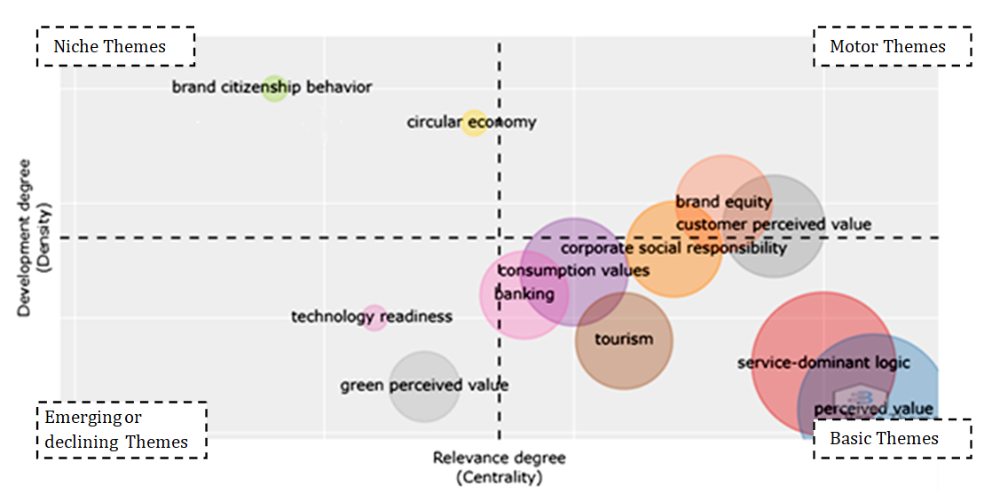 Niche Themes
Motor Themes
brand citizenship behavior
circular economy
brand equity
customer perceived value
corporate social responsibility
consumption values
banking
technology readiness
tourism
service-dominant logic
green perceived value
perceived value
Emerging or
declining Themes
Basic Themes
Development degree
(Density)
Relevance degree
(Centrality)